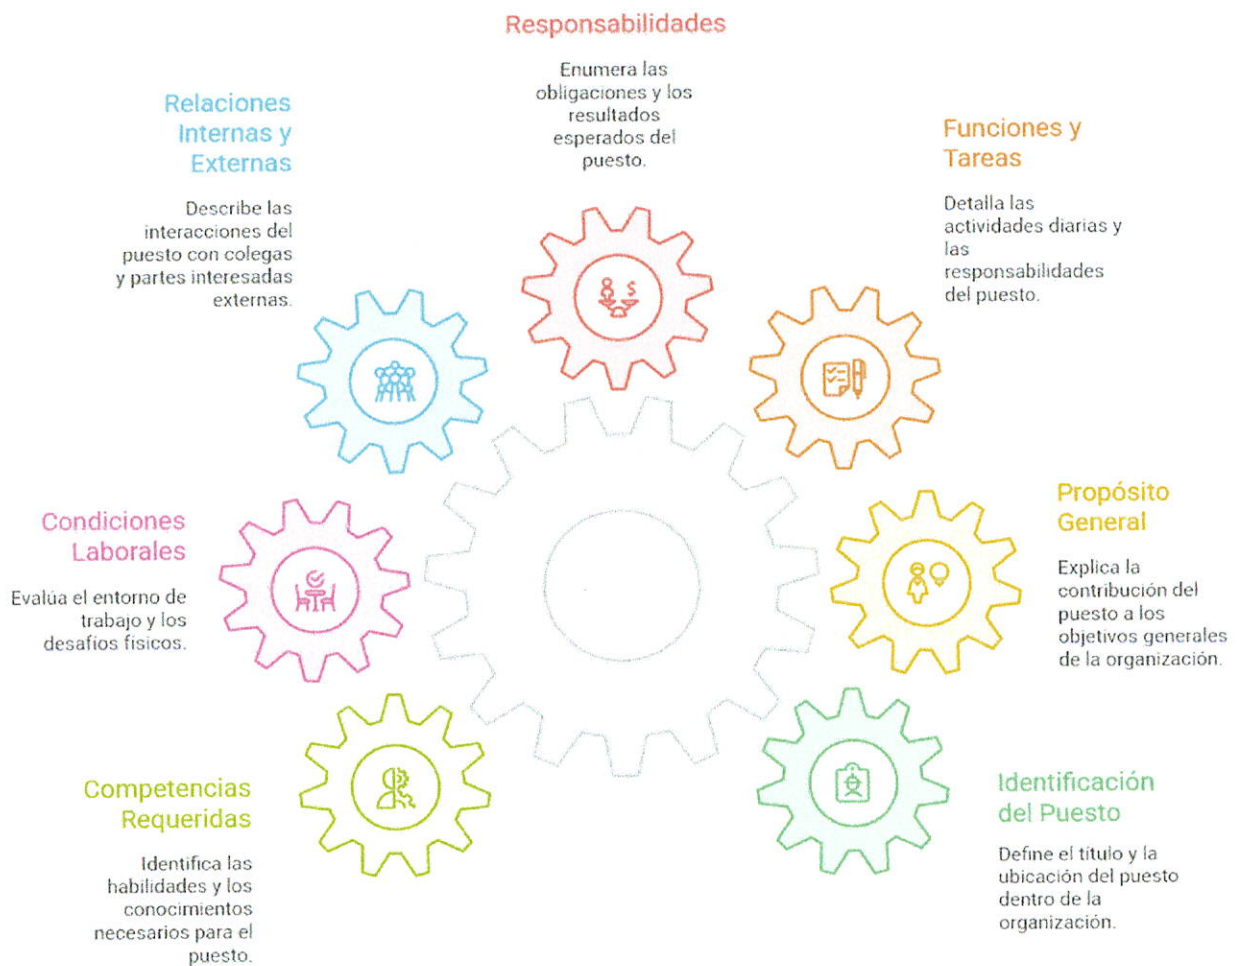 Responsabilidades
Enumera las
obligaciones y los
resultados
esperados del
puesto.
Relaciones
Internas y
Externas
Describe las
interacciones del
puesto con colegas
y partes interesadas
externas.
Funciones y
Tareas
Detalla las
actividades diarias y
las
responsabilidades
del puesto.
$
Condiciones
Laborales
Evalúa el entorno de
trabajo y los
desafíos físicos.
Propósito
General
Explica la
contribución del
puesto a los
objetivos generales
de la organización.
Competencias
Requeridas
Identifica las
habilidades y los
conocimientos
necesarios para el
puesto.
Identificación
del Puesto
Define el título y la
ubicación del puesto
dentro de la
organización.